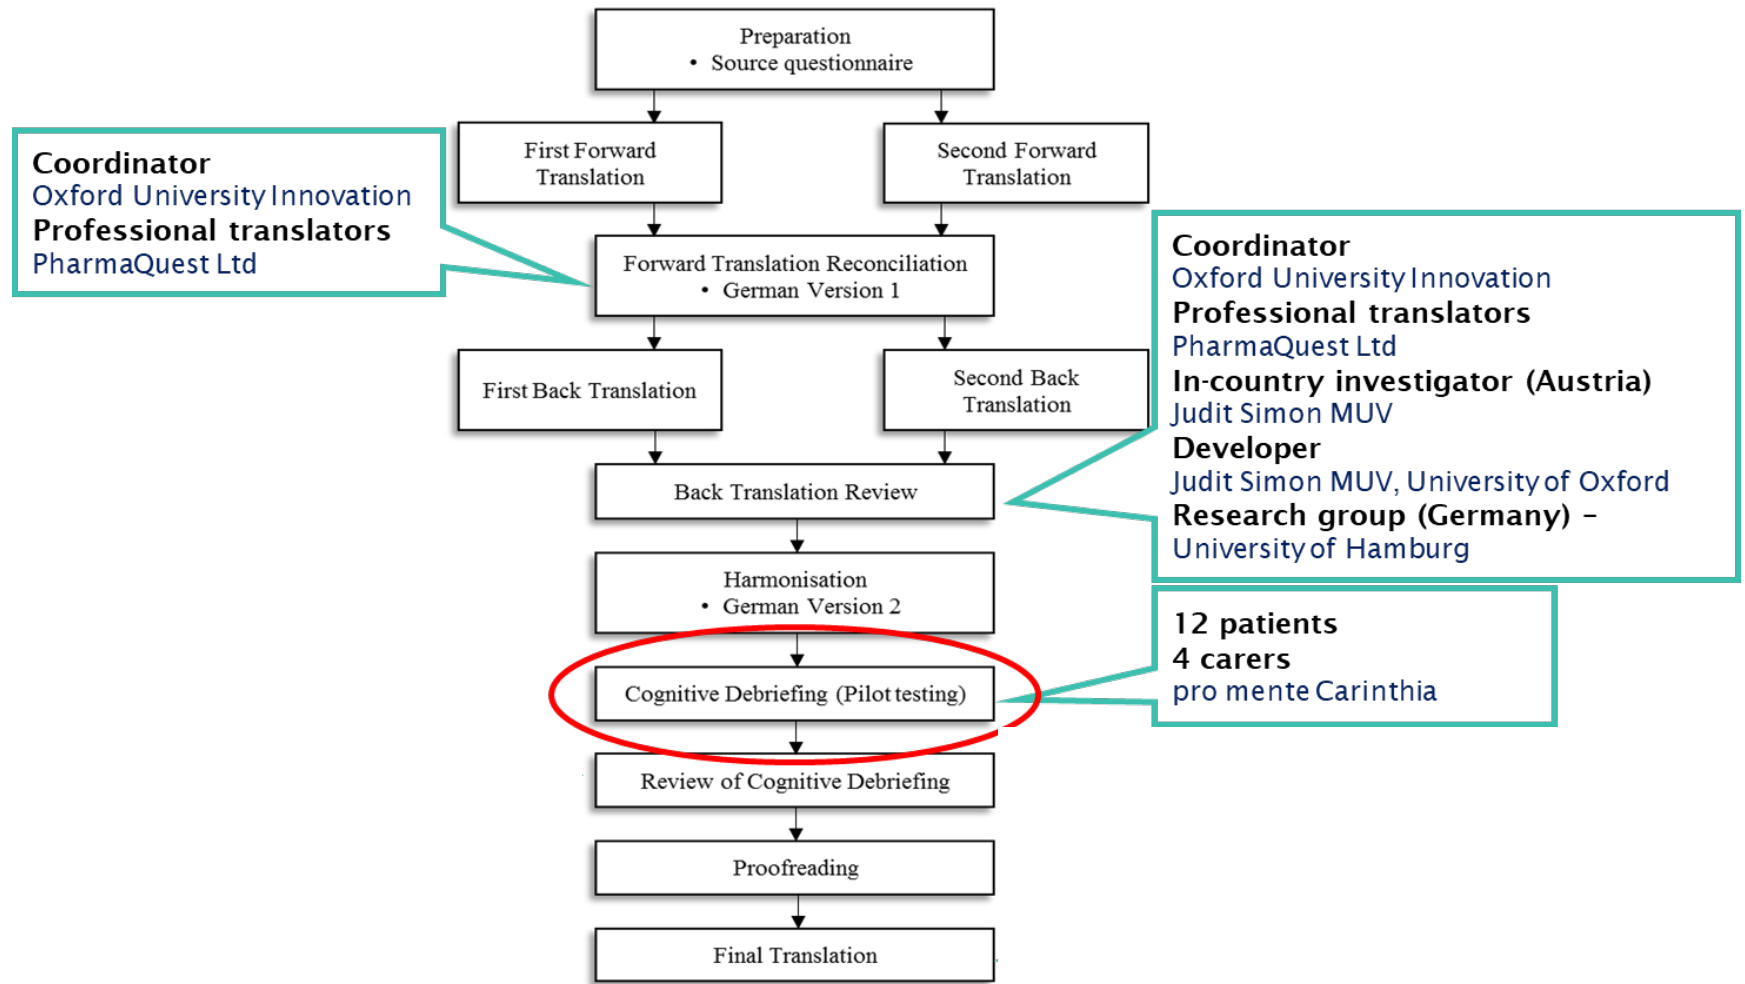 Preparation
• Source questionnaire
First Forward
Translation
Second Forward
Translation
Coordinator
Oxford University Innovation
Professional translators
PharmaQuest Ltd
Forward Translation Reconciliation
• German Version 1
First Back Translation
Second Back
Translation
Coordinator
Oxford University Innovation
Professional translators
PharmaQuest Ltd
In-country investigator (Austria)
Judit Simon MUV
Developer
Judit Simon MUV, University of Oxford
Research group (Germany) –
University of Hamburg
Back Translation Review
Harmonisation
• German Version 2
12 patients
4 carers
pro mente Carinthia
Cognitive Debriefing (Pilot testing)
Review of Cognitive Debriefing
Proofreading
Final Translation